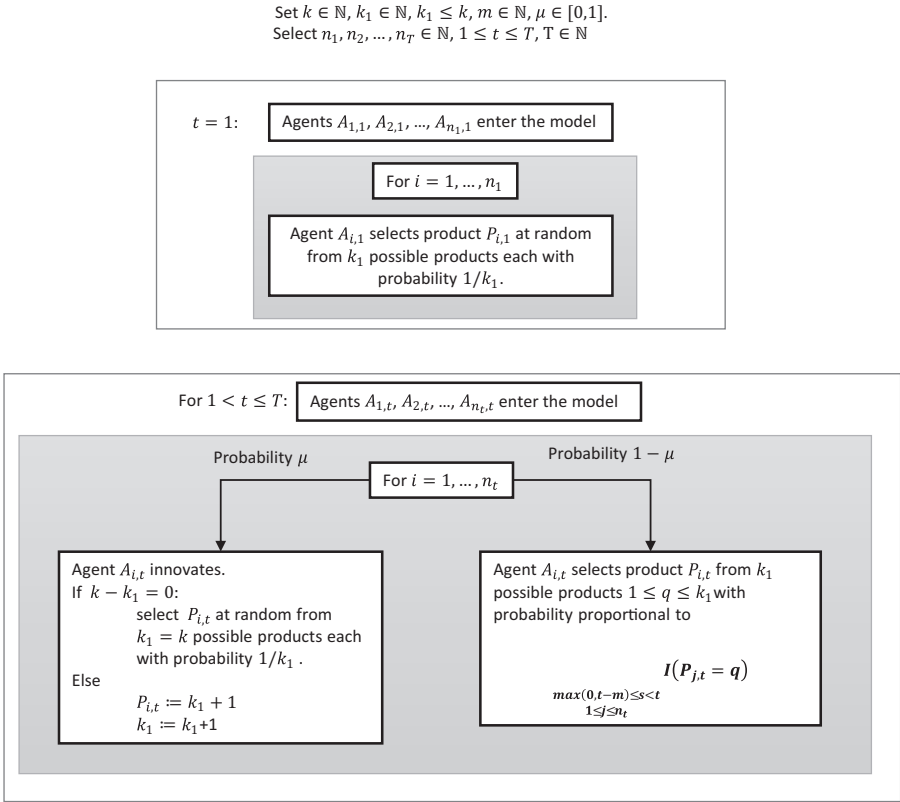 Set k ∈ ℕ, k₁ ∈ ℕ, k₁ ≤ k, m ∈ ℕ, μ ∈ [0,1].
Select n₁, n₂, … , n_T ∈ ℕ, 1 ≤ t ≤ T, T ∈ ℕ
t = 1:
Agents A₁,₁, A₂,₁, …, A_{n₁,1} enter the model
For i = 1, … , n₁
Agent A_{i,1} selects product P_{i,1} at random
from k₁ possible products each with
probability 1/k₁.
For 1 < t ≤ T:
Agents A_{1,t}, A_{2,t}, …, A_{n_t,t} enter the model
Probability μ
Probability 1 − μ
For i = 1, … , n_t
Agent A_{i,t} innovates.
If k − k₁ = 0:
select P_{i,t} at random from
k₁ = k possible products each
with probability 1/k₁ .
Else
P_{i,t} ≔ k₁ + 1
k₁ ≔ k₁+1
Agent A_{i,t} selects product P_{i,t} from k₁
possible products 1 ≤ q ≤ k₁with
probability proportional to
I(P_{j,t} = q)
max(0,t−m)≤s<t
1≤j≤n_t